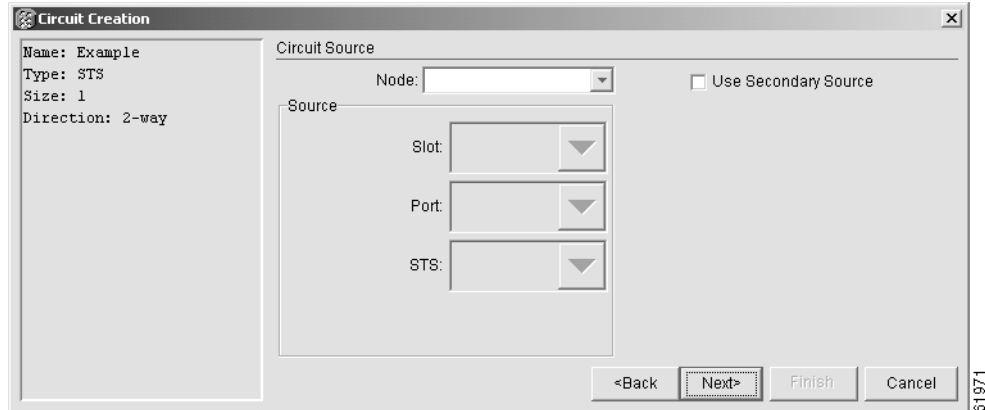 Circuit Creation
Name: Example
Type: STS
Size: 1
Direction: 2-way
Circuit Source
Node:
Use Secondary Source
Source
Slot:
Port:
STS:
<Back
Next>
Finish
Cancel
61971